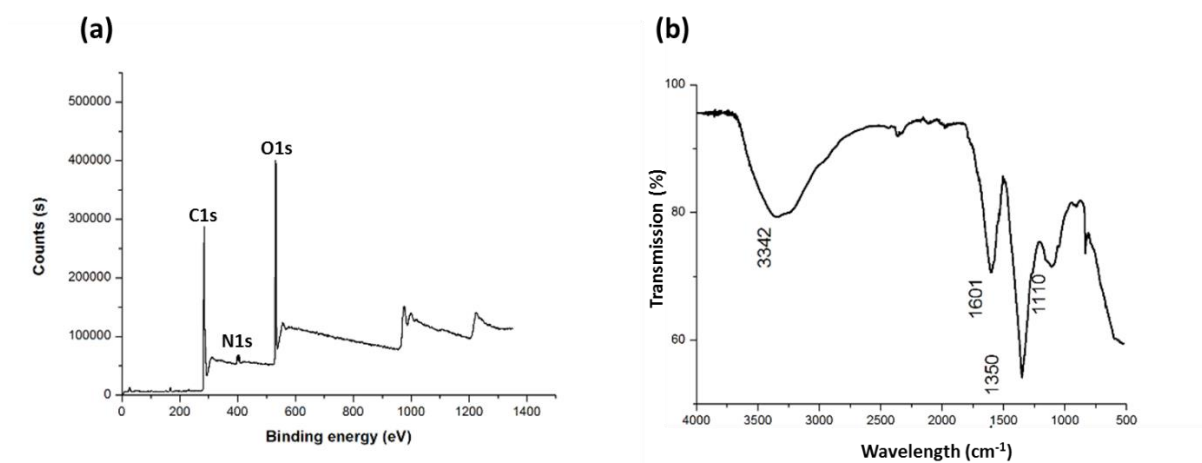 (a)
500000
400000
300000
200000
100000
0
Counts (s)
C1s
N1s
O1s
0 200 400 600 800 1000 1200 1400
Binding energy (eV)
(b)
100
80
60
Transmission (%)
3342
1601
1350
1110
4000 3500 3000 2500 2000 1500 1000 500
Wavelength (cm-1)